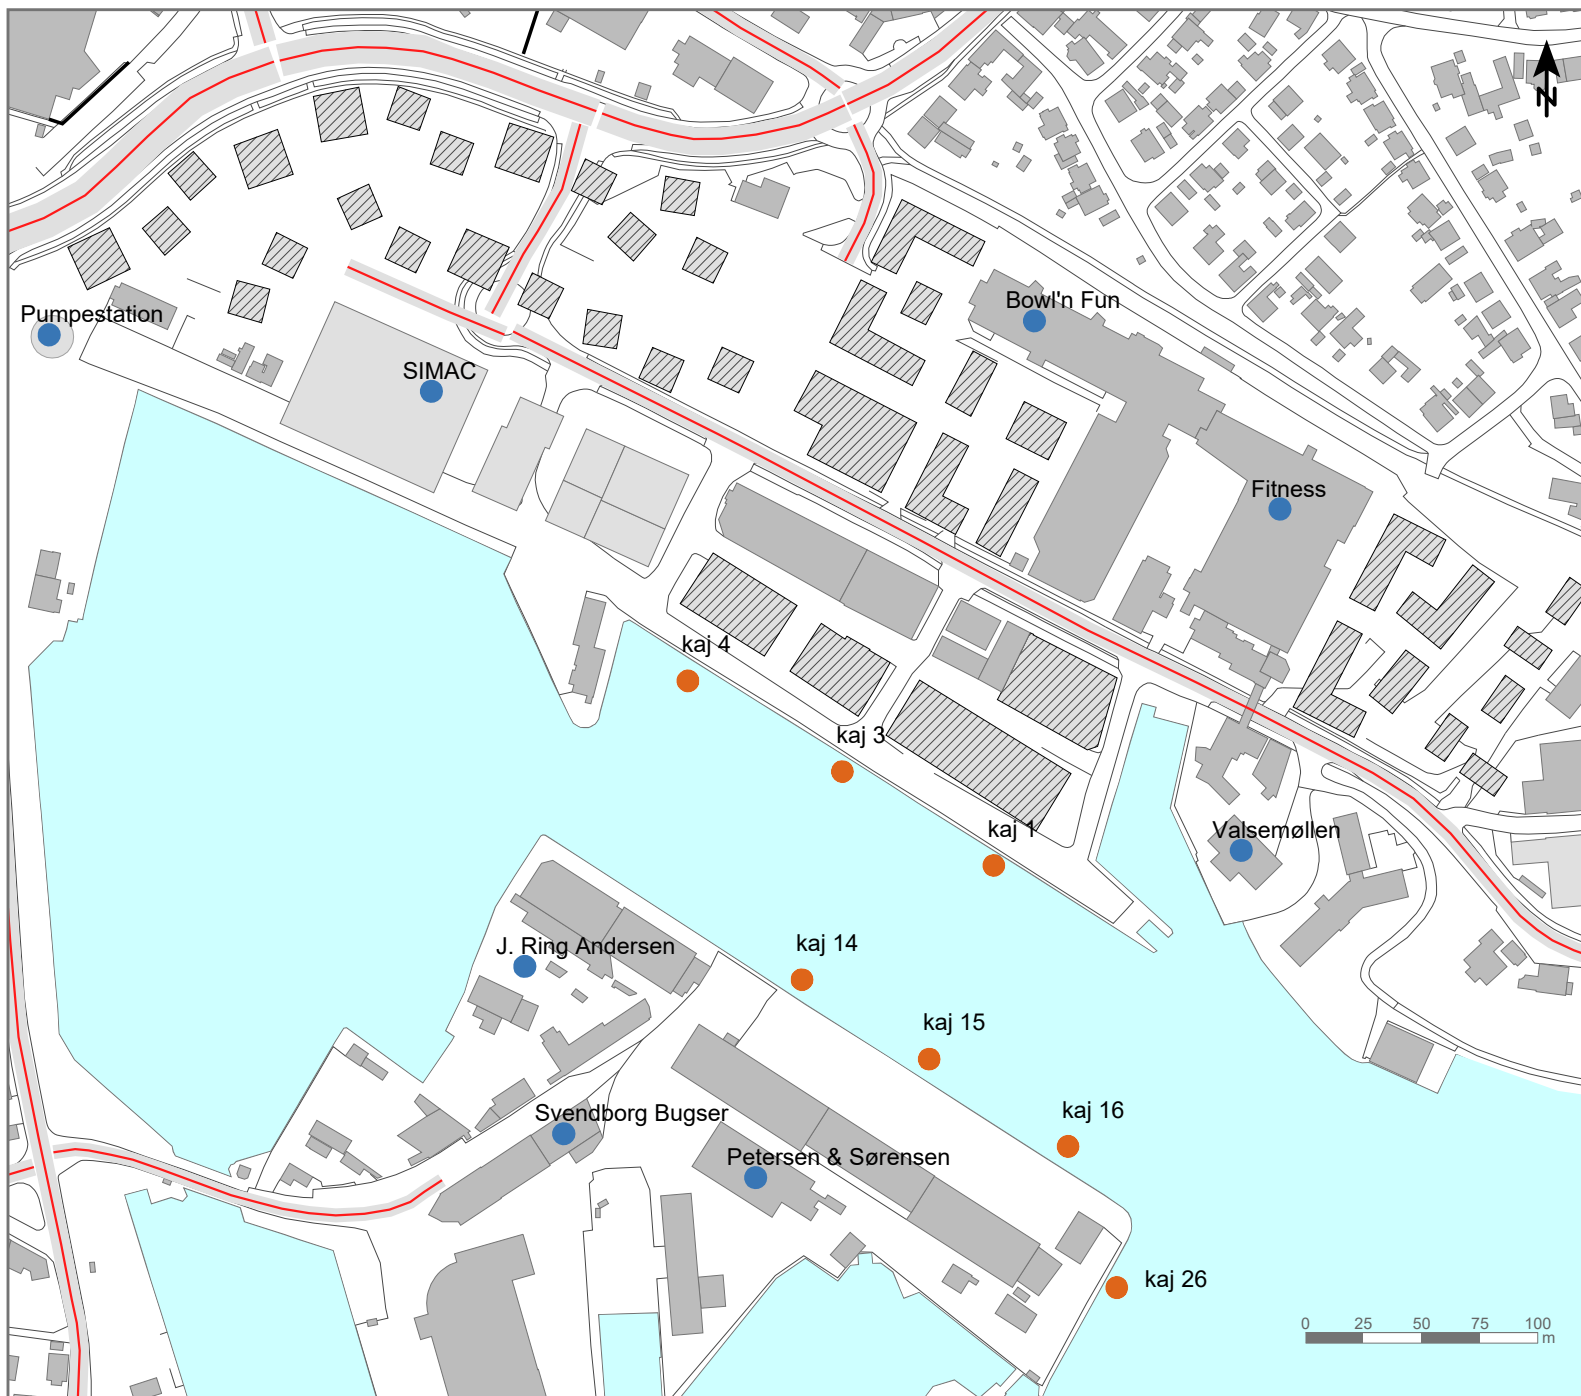 N
Bowl'n Fun
Pumpestation
SIMAC
Fitness
kaj 4
kaj 3
kaj 1
Valsemøllen
J. Ring Andersen
kaj 14
kaj 15
kaj 16
Svendborg Bugser
Petersen & Sørensen
kaj 26
0 25 50 75 100
m